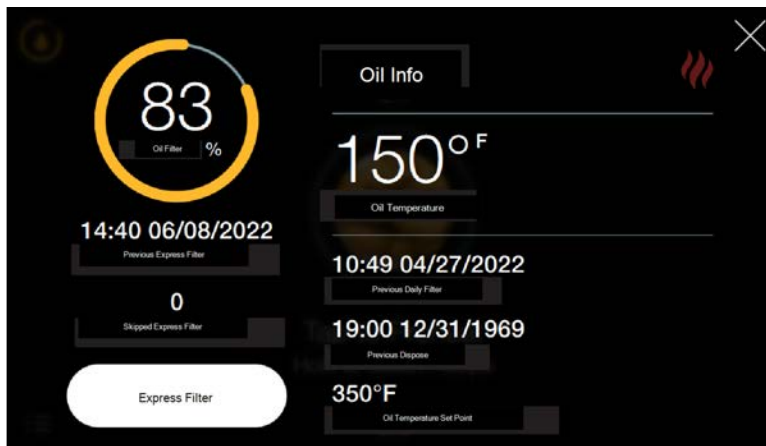 83
Oil Filter %
14:40 06/08/2022
Previous Express Filter
0
Skipped Express Filter
Express Filter
Oil Info
150°F
Oil Temperature
10:49 04/27/2022
Previous Daily Filter
19:00 12/31/1969
Previous Dispose
350°F
Oil Temperature Set Point